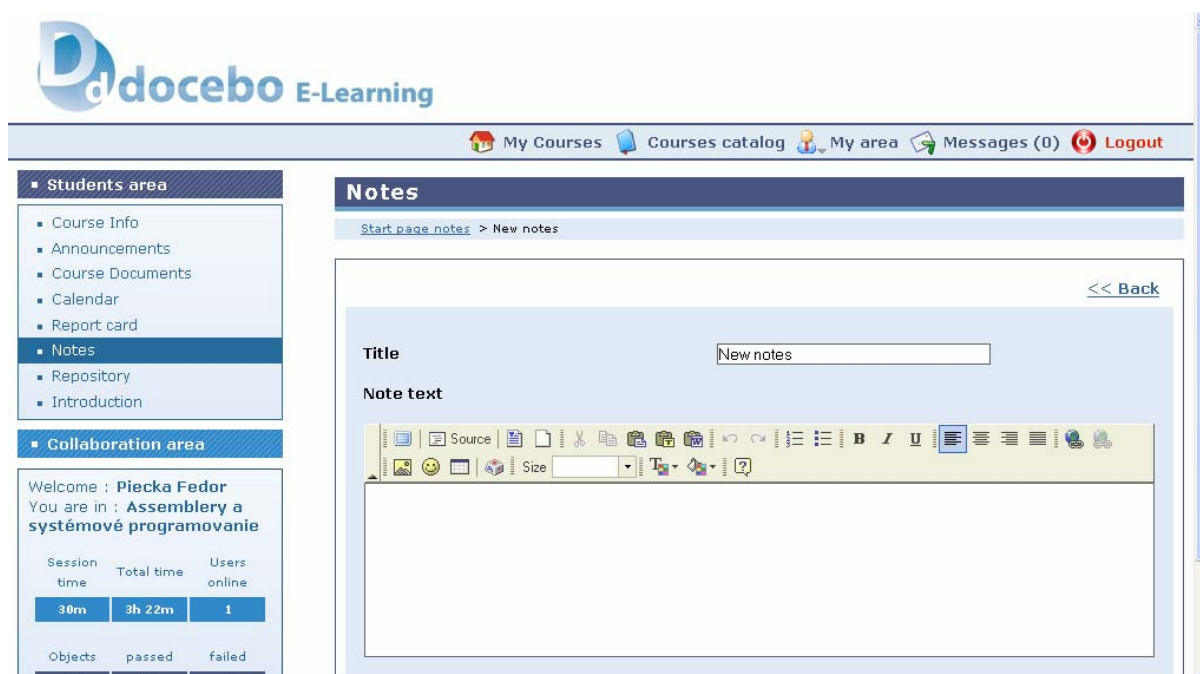 docebo E-Learning
My Courses Courses catalog My area Messages (0) Logout
Students area
Course Info
Announcements
Course Documents
Calendar
Report card
Notes
Repository
Introduction
Collaboration area
Welcome : Piecka Fedor
You are in : Assemblery a
systémové programovanie
Session time Total time Users online
30m 3h 22m 1
Objects passed failed
Notes
Start page notes > New notes
<< Back
Title New notes
Note text
Source B I U
Size